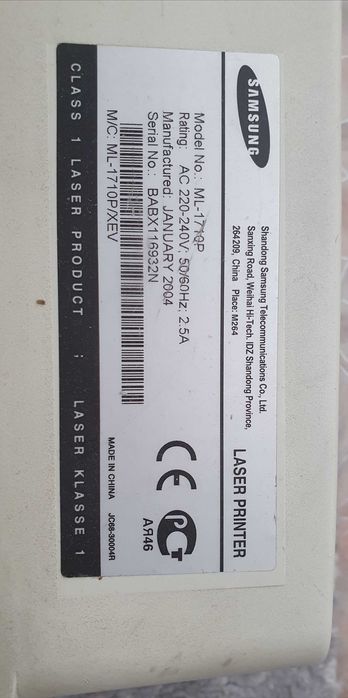 SAMSUNG
Shandong Samsung Telecommunications Co., Ltd.
Sanxing Road, Weihai Hi-Tech. IDZ Shandong Province,
264209, China Place: M264
LASER PRINTER
Model No.: ML-1710P
Rating: AC 220-240V; 50/60Hz; 2.5A
Manufactured: JANUARY 2004
Serial No.: BABX116932N
CE
РСТ
АЯ46
M/C: ML-1710P/XEV
MADE IN CHINA JC68-30004R
CLASS 1 LASER PRODUCT ; LASER KLASSE 1